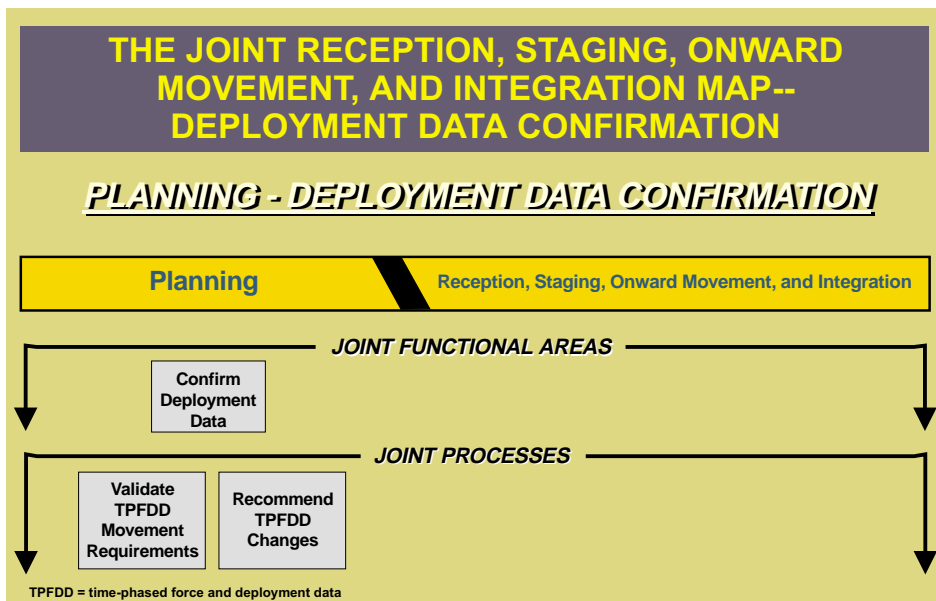 THE JOINT RECEPTION, STAGING, ONWARD
MOVEMENT, AND INTEGRATION MAP--
DEPLOYMENT DATA CONFIRMATION
PLANNING - DEPLOYMENT DATA CONFIRMATION
Planning
Reception, Staging, Onward Movement, and Integration
JOINT FUNCTIONAL AREAS
Confirm
Deployment
Data
JOINT PROCESSES
Validate
TPFDD
Movement
Requirements
Recommend
TPFDD
Changes
TPFDD = time-phased force and deployment data